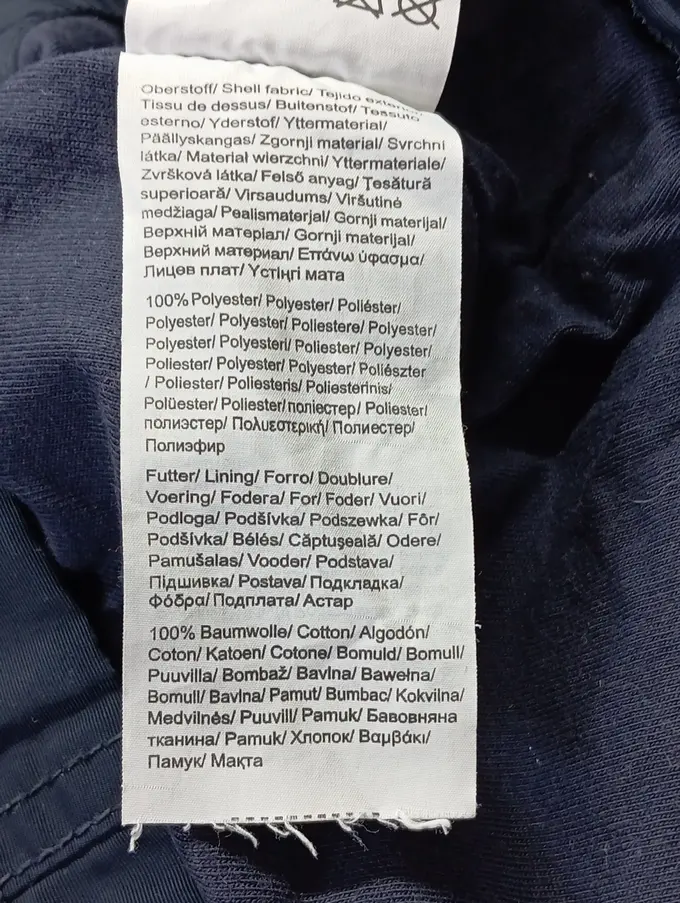 Oberstoff/ Shell fabric/ Tejido exterior/
Tissu de dessus/ Buitenstof/ Tessuto
esterno/ Yderstof/ Yttermaterial/
Päällyskangas/ Zgornji material/ Svrchní
látka/ Materiał wierzchni/ Yttermateriale/
Zvršková látka/ Felső anyag/ Țesătură
superioară/ Virsaudums/ Viršutinė
medžiaga/ Pealismaterjal/ Gornji materijal/
Верхній матеріал/ Gornji materijal/
Верхний материал/ Επάνω ύφασμα/
Лицев плат/ Үстіңгі мата
100% Polyester/ Polyester/ Poliéster/
Polyester/ Polyester/ Poliestere/ Polyester/
Polyester/ Polyesteri/ Poliester/ Polyester/
Poliester/ Polyester/ Polyester/ Poliészter
/ Poliester/ Poliesteris/ Poliesterinis/
Polüester/ Poliester/ поліестер/ Poliester/
полиэстер/ Πολυεστερική/ Полиестер/
Полиэфир
Futter/ Lining/ Forro/ Doublure/
Voering/ Fodera/ For/ Foder/ Vuori/
Podloga/ Podšívka/ Podszewka/ Fôr/
Podšívka/ Bélés/ Căptuşeală/ Odere/
Pamušalas/ Vooder/ Podstava/
Підшивка/ Postava/ Подкладка/
Φόδρα/ Подплата/ Астар
100% Baumwolle/ Cotton/ Algodón/
Coton/ Katoen/ Cotone/ Bomuld/ Bomull/
Puuvilla/ Bombaž/ Bavlna/ Bawełna/
Bomull/ Bavlna/ Pamut/ Bumbac/ Kokvilna/
Medvilnės/ Puuvill/ Pamuk/ Бавовняна
тканина/ Pamuk/ Хлопок/ Βαμβάκι/
Памук/ Мақта